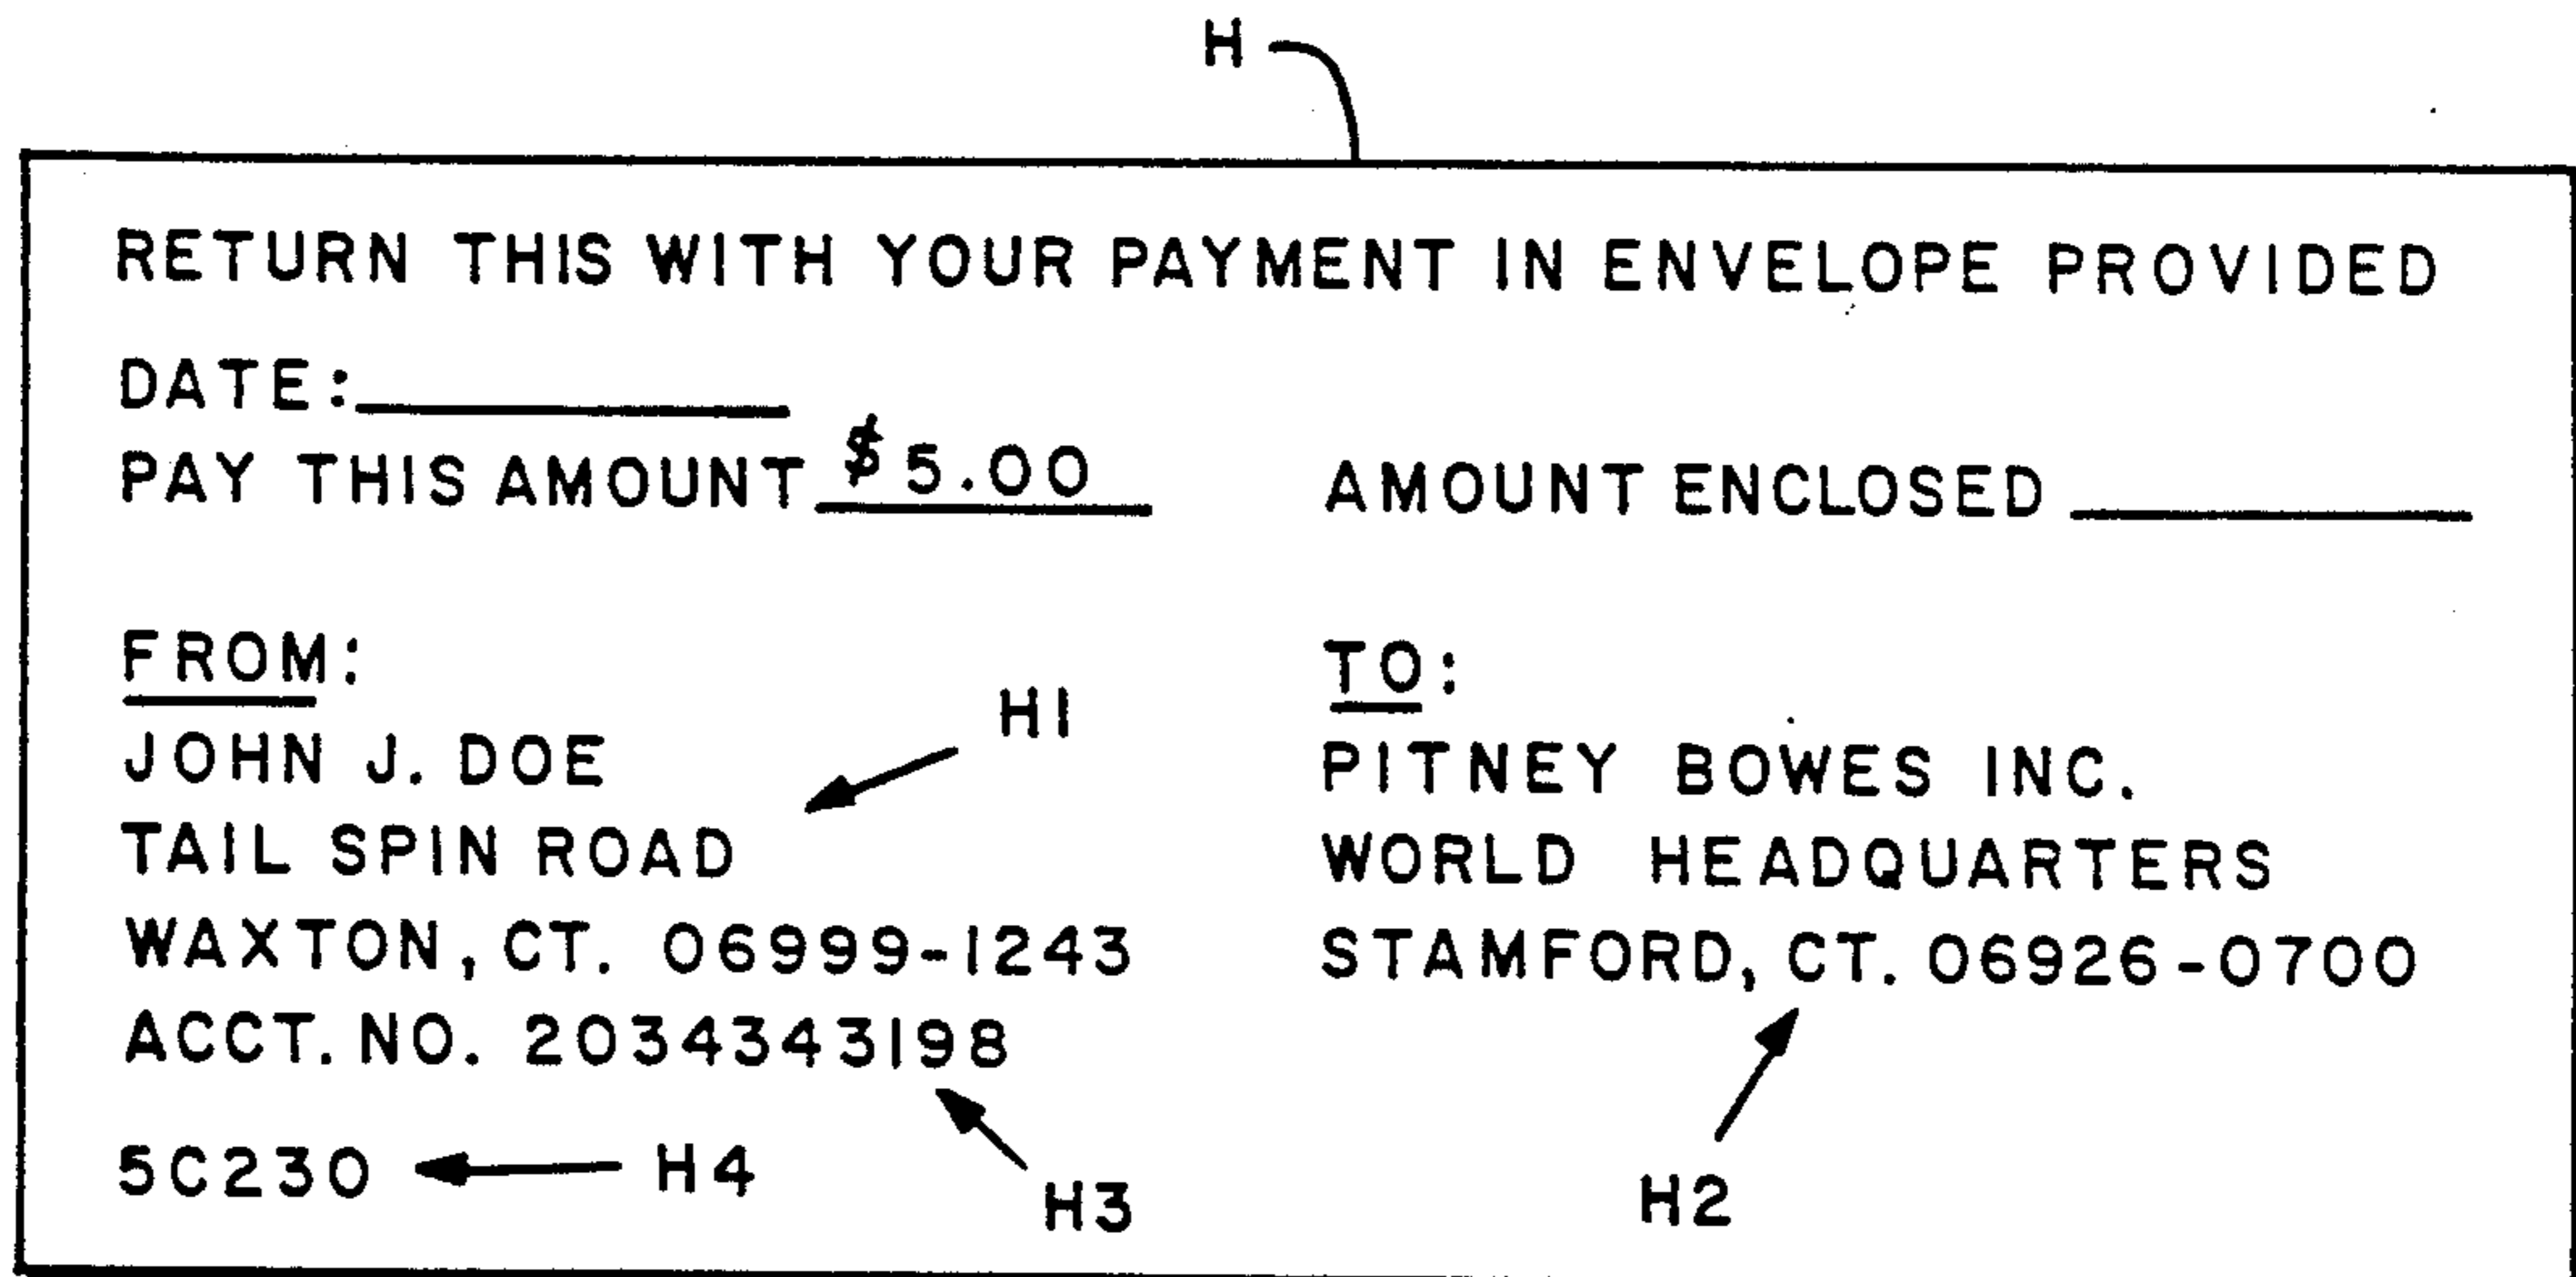 H
RETURN THIS WITH YOUR PAYMENT IN ENVELOPE PROVIDED
DATE:
PAY THIS AMOUNT $5.00 AMOUNT ENCLOSED
FROM:
JOHN J. DOE
TAIL SPIN ROAD
WAXTON, CT. 06999-1243
ACCT. NO. 2034343198
5C230
H1
TO:
PITNEY BOWES INC.
WORLD HEADQUARTERS
STAMFORD, CT. 06926-0700
H4
H3
H2